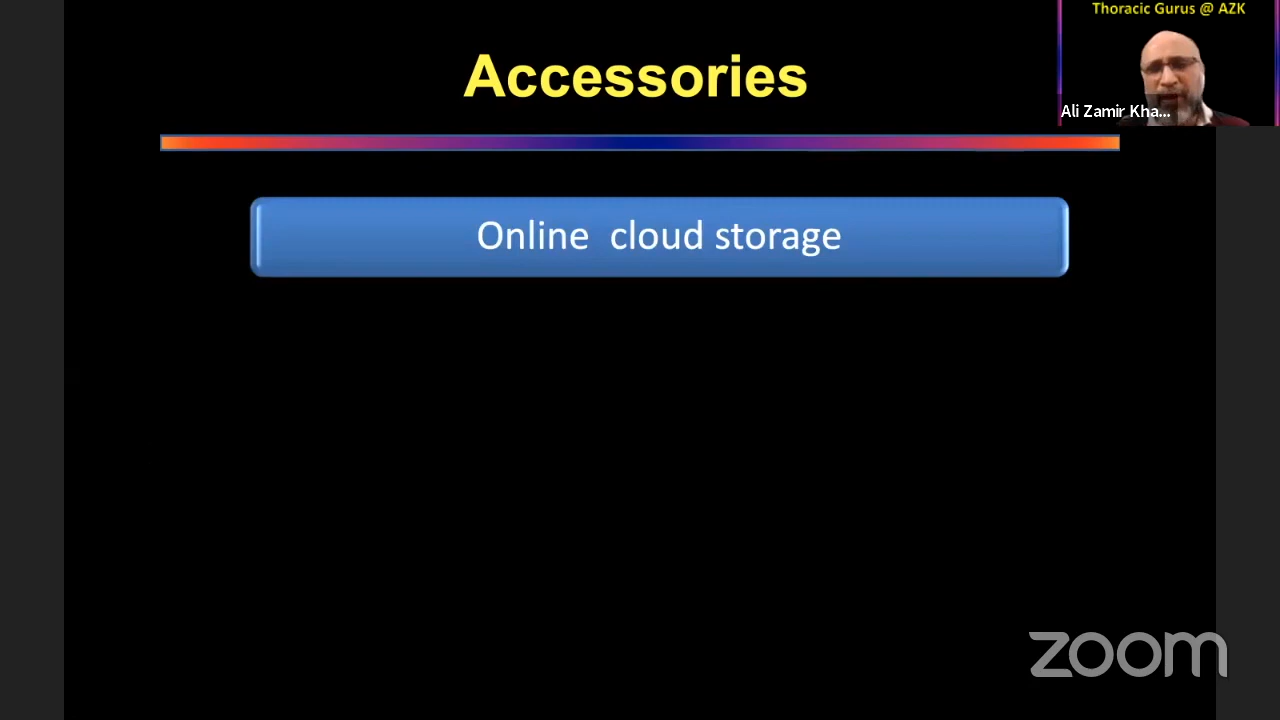 Thoracic Gurus @ AZK
Accessories
Ali Zamir Kha...
Online cloud storage
zoom